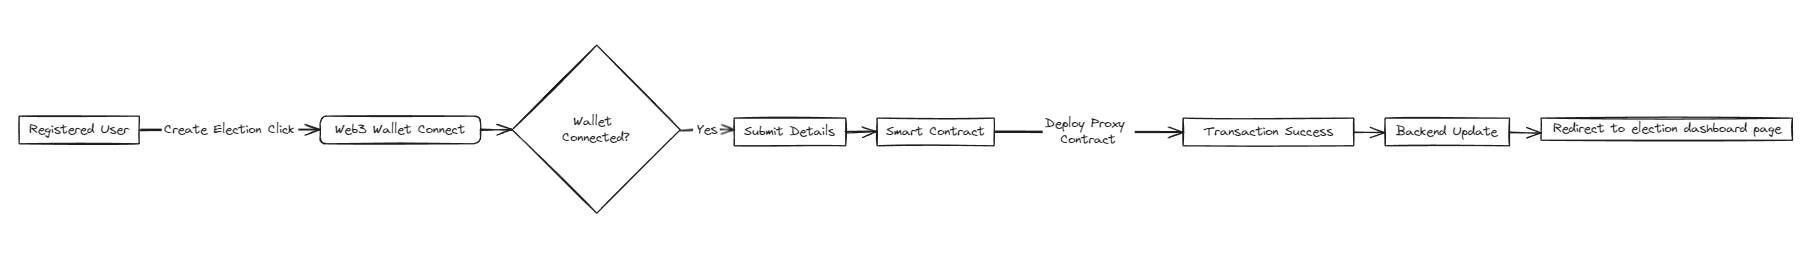 Registered User
Create Election Click
Web3 Wallet Connect
Wallet
Connected?
Yes
Submit Details
Smart Contract
Deploy Proxy
Contract
Transaction Success
Backend Update
Redirect to election dashboard page